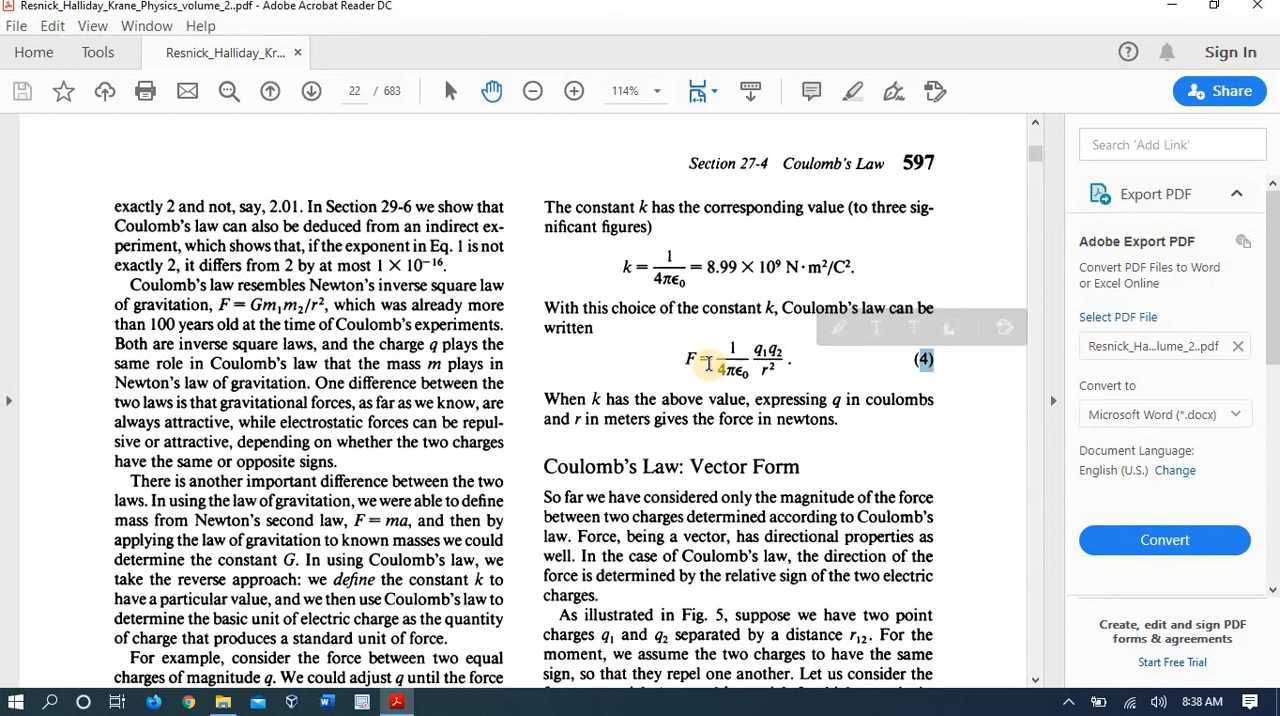 Resnick_Halliday_Krane_Physics_volume_2..pdf - Adobe Acrobat Reader DC
File Edit View Window Help
Home Tools Resnick_Halliday_Kr... × Sign In
22 / 683 114% Share
Section 27-4 Coulomb's Law 597
exactly 2 and not, say, 2.01. In Section 29-6 we show that
Coulomb's law can also be deduced from an indirect ex-
periment, which shows that, if the exponent in Eq. 1 is not
exactly 2, it differs from 2 by at most 1 × 10⁻¹⁶.
Coulomb's law resembles Newton's inverse square law
of gravitation, F = Gm₁m₂/r², which was already more
than 100 years old at the time of Coulomb's experiments.
Both are inverse square laws, and the charge q plays the
same role in Coulomb's law that the mass m plays in
Newton's law of gravitation. One difference between the
two laws is that gravitational forces, as far as we know, are
always attractive, while electrostatic forces can be repul-
sive or attractive, depending on whether the two charges
have the same or opposite signs.
There is another important difference between the two
laws. In using the law of gravitation, we were able to define
mass from Newton's second law, F = ma, and then by
applying the law of gravitation to known masses we could
determine the constant G. In using Coulomb's law, we
take the reverse approach: we define the constant k to
have a particular value, and we then use Coulomb's law to
determine the basic unit of electric charge as the quantity
of charge that produces a standard unit of force.
For example, consider the force between two equal
charges of magnitude q. We could adjust q until the force
The constant k has the corresponding value (to three sig-
nificant figures)
k = 1/4πϵ₀ = 8.99 × 10⁹ N·m²/C².
With this choice of the constant k, Coulomb's law can be
written
F = 1/4πϵ₀ q₁q₂/r² . (4)
When k has the above value, expressing q in coulombs
and r in meters gives the force in newtons.
Coulomb's Law: Vector Form
So far we have considered only the magnitude of the force
between two charges determined according to Coulomb's
law. Force, being a vector, has directional properties as
well. In the case of Coulomb's law, the direction of the
force is determined by the relative sign of the two electric
charges.
As illustrated in Fig. 5, suppose we have two point
charges q₁ and q₂ separated by a distance r₁₂. For the
moment, we assume the two charges to have the same
sign, so that they repel one another. Let us consider the
Search 'Add Link'
Export PDF
Adobe Export PDF
Convert PDF Files to Word
or Excel Online
Select PDF File
Resnick_Ha...lume_2..pdf ×
Convert to
Microsoft Word (*.docx)
Document Language:
English (U.S.) Change
Convert
Create, edit and sign PDF
forms & agreements
Start Free Trial
8:38 AM